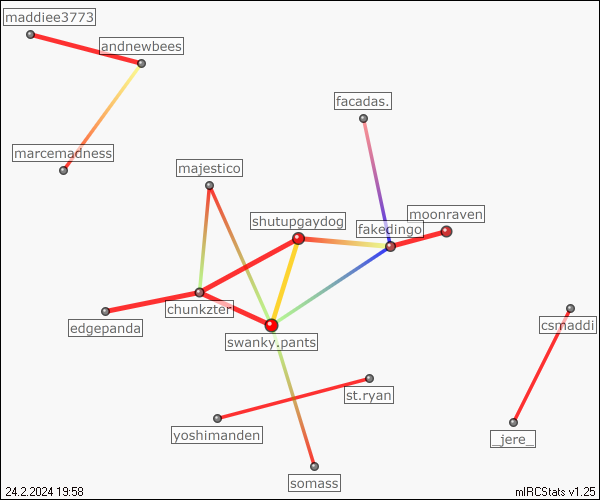 maddiee3773
andnewbees
facadas.
marcemadness
majestico
moonraven
shutupgaydog
fakedingo
chunkzter
edgepanda
csmaddi
swanky.pants
st.ryan
yoshimanden
_jere_
somass
24.2.2024 19:58
mIRCStats v1.25